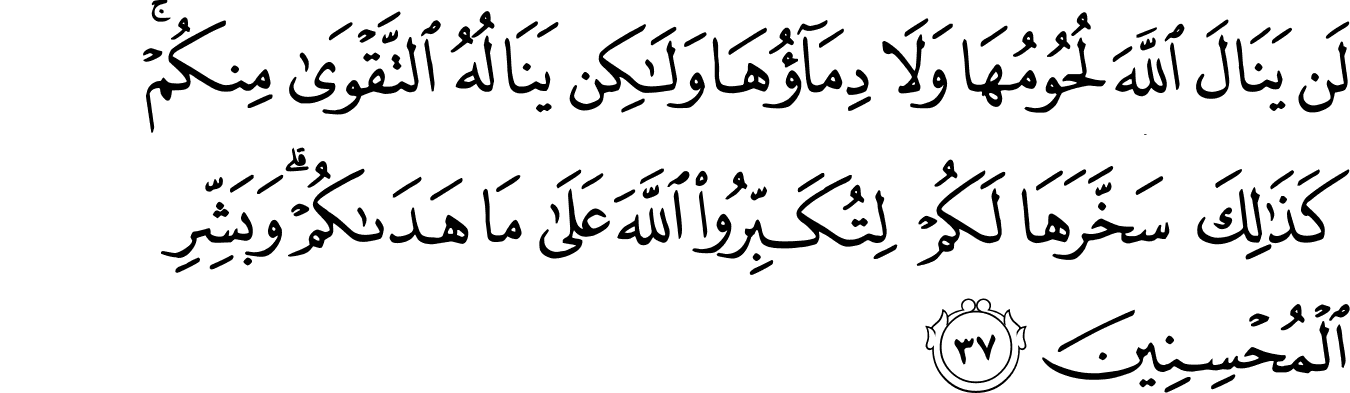 لَن يَنَالَ ٱللَّهَ لُحُومُهَا وَلَا دِمَآؤُهَا وَلَـٰكِن يَنَالُهُ ٱلتَّقْوَىٰ مِنكُمْ ۚ
كَذَٰلِكَ سَخَّرَهَا لَكُمْ لِتُكَبِّرُوا۟ ٱللَّهَ عَلَىٰ مَا هَدَىٰكُمْ ۗ وَبَشِّرِ
ٱلْمُحْسِنِينَ ٣٧